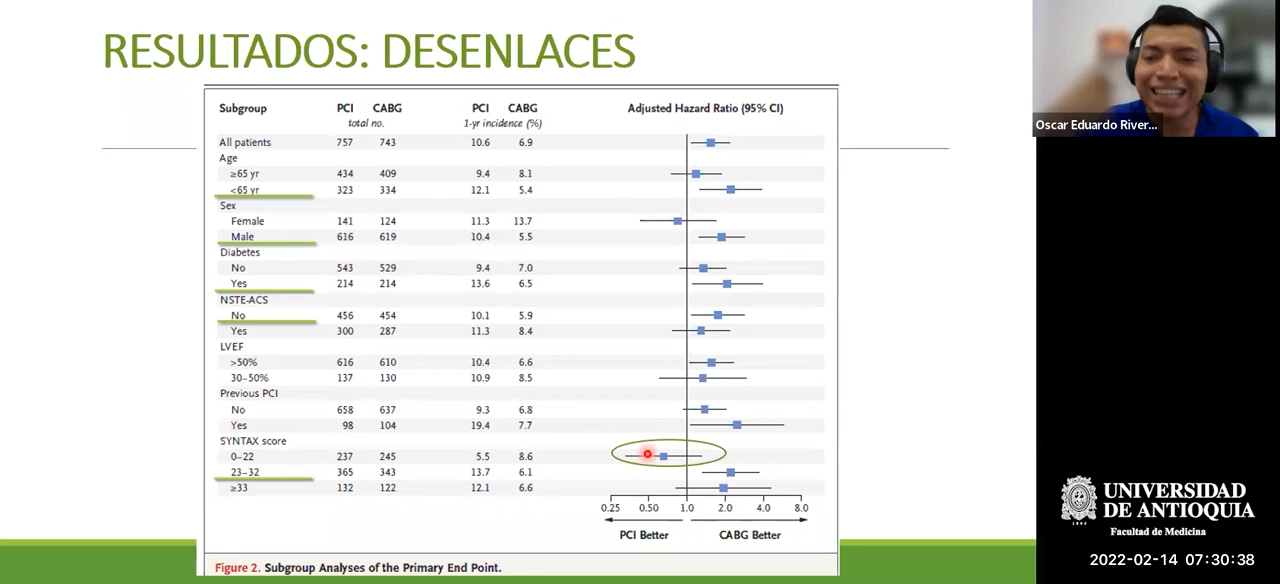 RESULTADOS: DESENLACES
Subgroup PCI CABG PCI CABG Adjusted Hazard Ratio (95% CI)
total no. 1-yr incidence (%)
All patients 757 743 10.6 6.9
Age
≥65 yr 434 409 9.4 8.1
<65 yr 323 334 12.1 5.4
Sex
Female 141 124 11.3 13.7
Male 616 619 10.4 5.5
Diabetes
No 543 529 9.4 7.0
Yes 214 214 13.6 6.5
NSTE-ACS
No 456 454 10.1 5.9
Yes 300 287 11.3 8.4
LVEF
>50% 616 610 10.4 6.6
30–50% 137 130 10.9 8.5
Previous PCI
No 658 637 9.3 6.8
Yes 98 104 19.4 7.7
SYNTAX score
0–22 237 245 5.5 8.6
23–32 365 343 13.7 6.1
≥33 132 122 12.1 6.6
0.25 0.50 1.0 2.0 4.0 8.0
PCI Better CABG Better
Figure 2. Subgroup Analyses of the Primary End Point.
Oscar Eduardo River...
UNIVERSIDAD
DE ANTIOQUIA
1803
Facultad de Medicina
2022-02-14 07:30:38